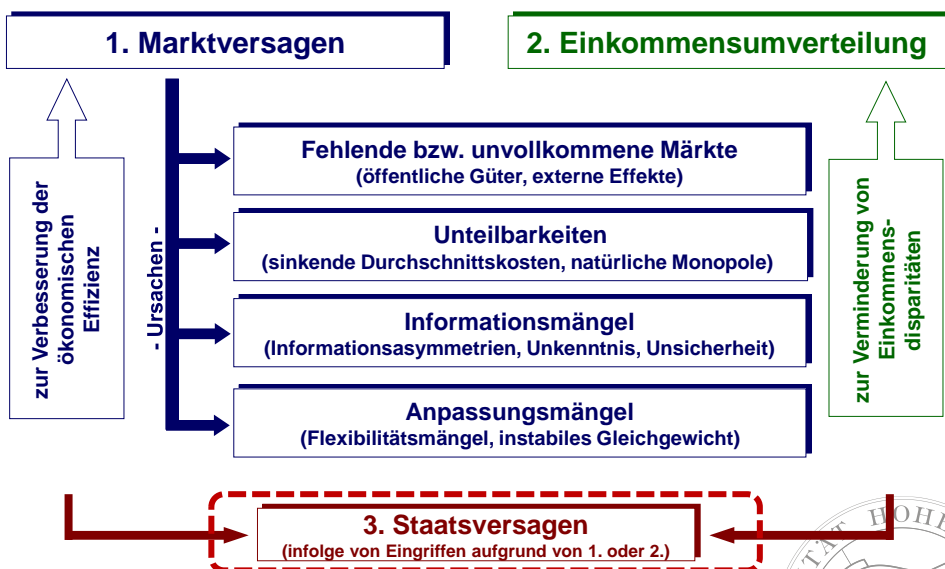 1. Marktversagen
2. Einkommensumverteilung
zur Verbesserung der
ökonomischen
Effizienz
- Ursachen -
Fehlende bzw. unvollkommene Märkte
(öffentliche Güter, externe Effekte)
Unteilbarkeiten
(sinkende Durchschnittskosten, natürliche Monopole)
Informationsmängel
(Informationsasymmetrien, Unkenntnis, Unsicherheit)
Anpassungsmängel
(Flexibilitätsmängel, instabiles Gleichgewicht)
zur Verminderung von
Einkommens-
disparitäten
3. Staatsversagen
(infolge von Eingriffen aufgrund von 1. oder 2.)